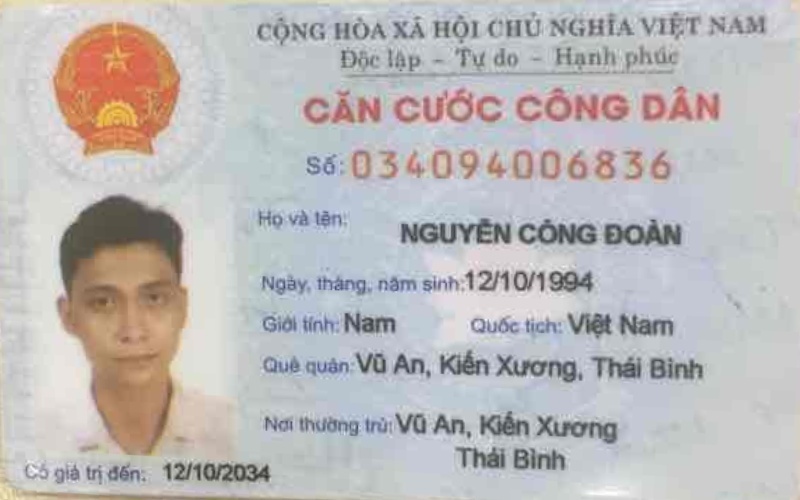 CỘNG HÒA XÃ HỘI CHỦ NGHĨA VIỆT NAM
Độc lập - Tự do - Hạnh phúc
CĂN CƯỚC CÔNG DÂN
Số: 034094006836
Họ và tên: NGUYỄN CÔNG ĐOÀN
Ngày, tháng, năm sinh: 12/10/1994
Giới tính: Nam Quốc tịch: Việt Nam
Quê quán: Vũ An, Kiến Xương, Thái Bình
Nơi thường trú: Vũ An, Kiến Xương
Thái Bình
Có giá trị đến: 12/10/2034